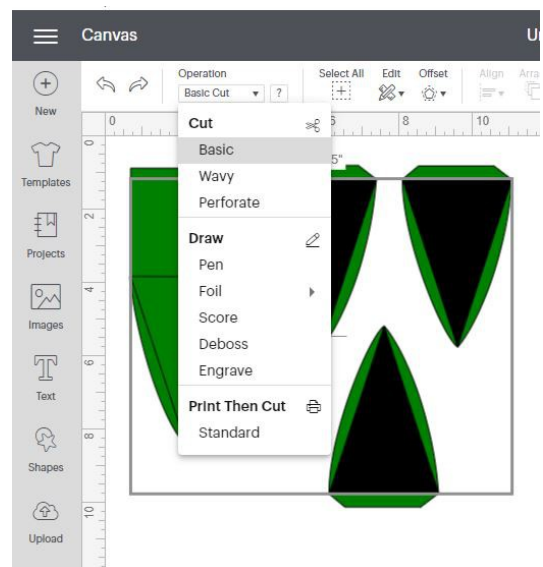 Canvas
Operation
Select All
Edit
Offset
Align
Basic Cut
?
New
0
8
10
Cut
5"
Basic
Wavy
Perforate
Templates
2
Draw
Pen
Projects
Foil
4
Score
Deboss
Images
Engrave
6
Print Then Cut
Text
Standard
8
Shapes
10
Upload